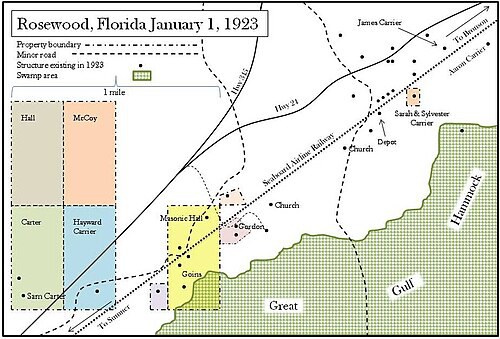 Rosewood, Florida January 1, 1923
Property boundary
Minor road
Structure existing in 1923
Swamp area
1 mile
James Carrier
To Bronson
Aaron Carrier
Hwy 345
Hwy 24
Hall
McCoy
Sarah & Sylvester
Carrier
Depot
Church
Seaboard Airline Railway
Church
Hammock
Carter
Hayward
Carrier
Masonic Hall
Gordon
Goins
Sam Carter
To Sumner
Great
Gulf